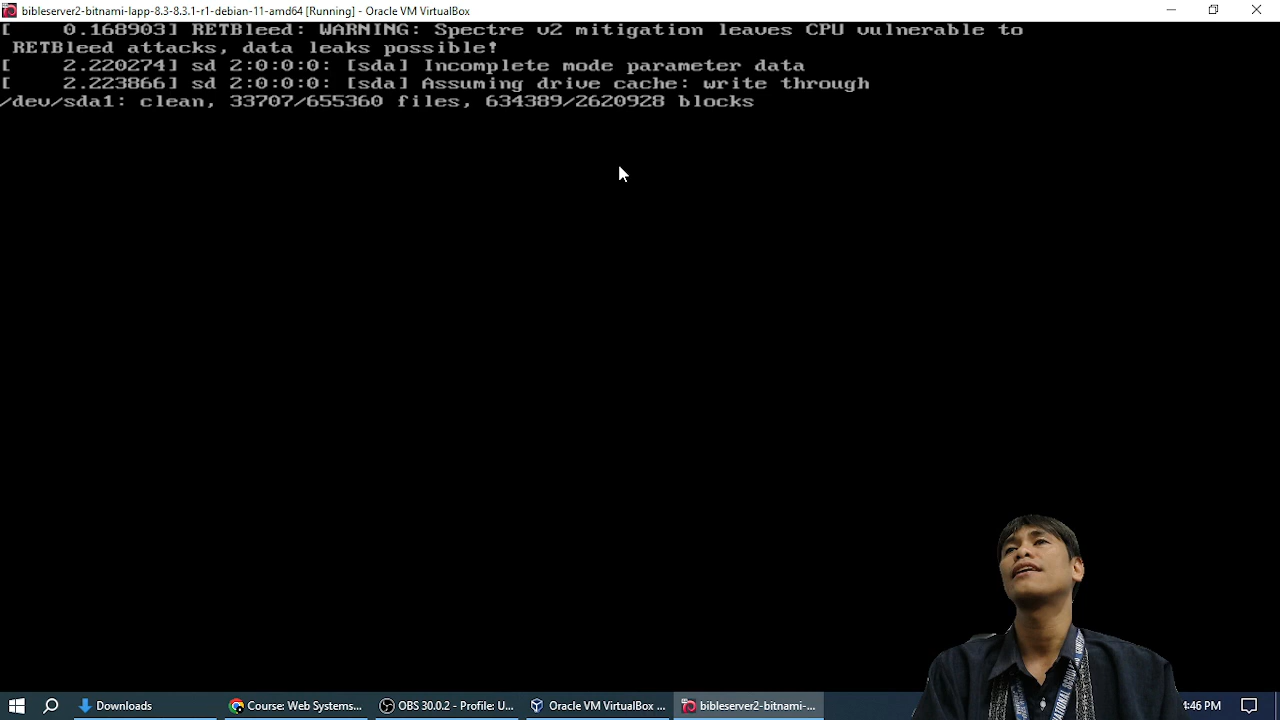 bibleserver2-bitnami-lapp-8.3-8.3.1-r1-debian-11-amd64 [Running] - Oracle VM VirtualBox
[    0.168903] RETBleed: WARNING: Spectre v2 mitigation leaves CPU vulnerable to
 RETBleed attacks, data leaks possible!
[    2.220274] sd 2:0:0:0: [sda] Incomplete mode parameter data
[    2.223866] sd 2:0:0:0: [sda] Assuming drive cache: write through
/dev/sda1: clean, 33707/655360 files, 634389/2620928 blocks
Downloads
Course: Web Systems...
OBS 30.0.2 - Profile: U...
Oracle VM VirtualBox ...
bibleserver2-bitnami-...
4:46 PM